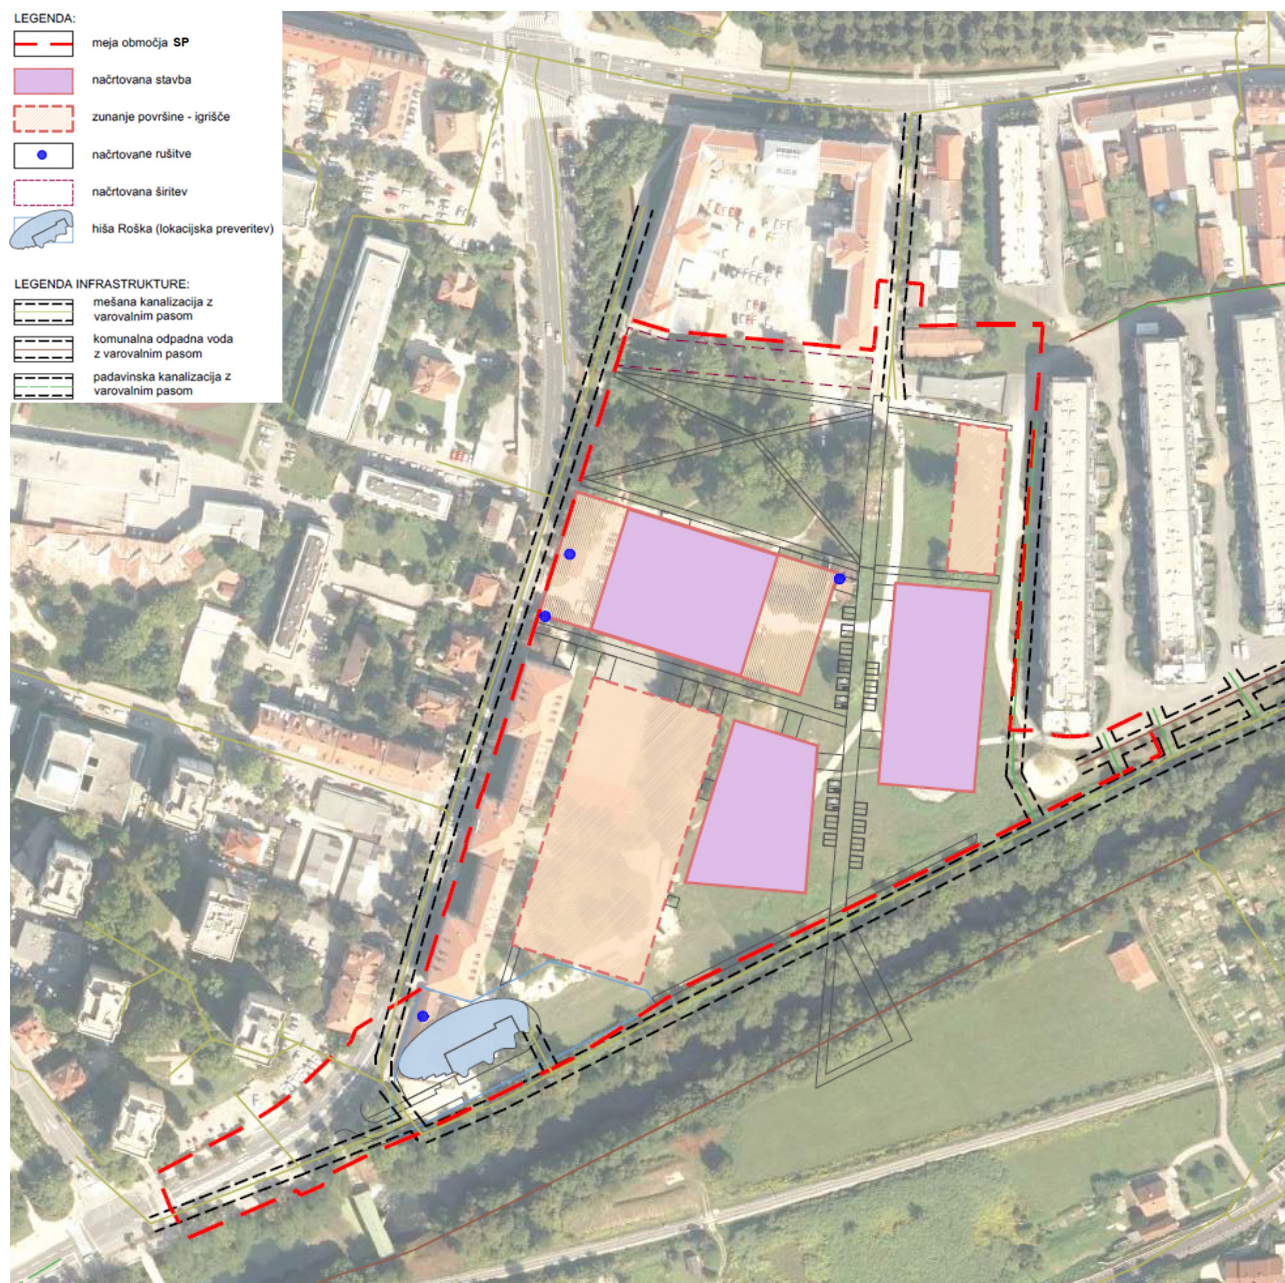 LEGENDA:
meja območja SP
načrtovana stavba
zunanje površine - igrišče
načrtovane rušitve
načrtovana širitev
hiša Roška (lokacijska preveritev)
LEGENDA INFRASTRUKTURE:
mešana kanalizacija z
varovalnim pasom
komunalna odpadna voda
z varovalnim pasom
padavinska kanalizacija z
varovalnim pasom